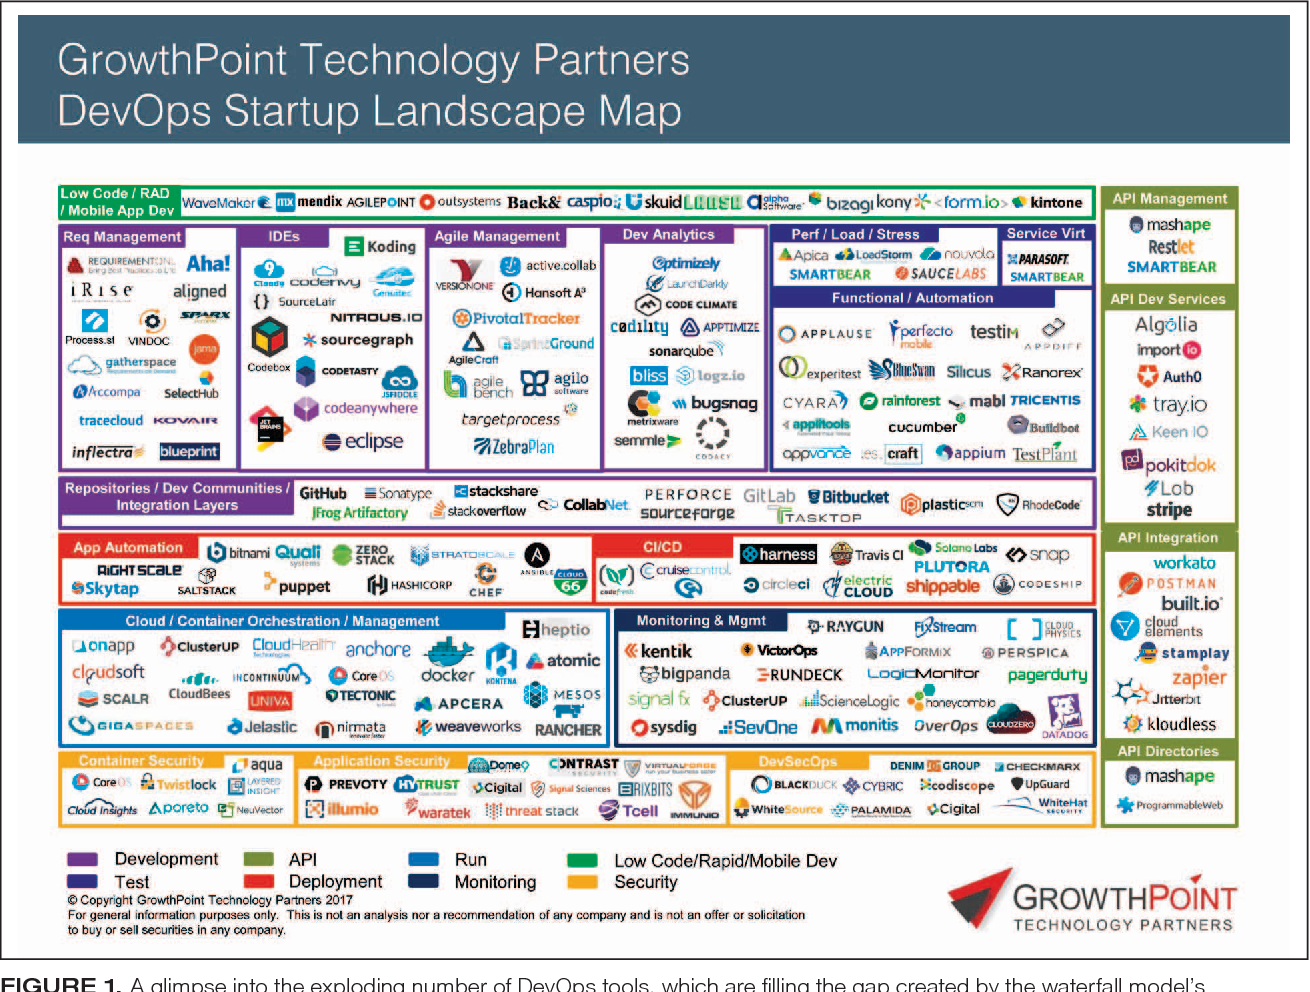 GrowthPoint Technology Partners
DevOps Startup Landscape Map
Low Code / RAD
/ Mobile App Dev
WaveMaker mx mendix AGILEPOINT outsystems Back& caspio skuid alpha Software bizagi kony <form.io> kintone
API Management
mashape
Restlet
SMARTBEAR
Req Management
Aha!
iRise
aligned
SPARX
Process.st VINDOC
jama
gatherspace
Accompa SelectHub
tracecloud KOVAIR
inflectra blueprint
IDEs
Koding
Cloud9 codenvy Genuitec
SourceLair
NITROUS.IO
sourcegraph
Codebox CODETASTY
JSFIDDLE
codeanywhere
JET
BRAINS
eclipse
Agile Management
VERSIONONE active.collab
Hansoft
PivotalTracker
AgileCraft SprintGround
agile
bench
agilo
software
targetprocess
ZebraPlan
Dev Analytics
Optimizely
LaunchDarkly
CODE CLIMATE
codility APPTIMIZE
sonarqube
bliss logz.io
metrixware bugsnag
semmle
CODACY
Perf / Load / Stress
Apica LoadStorm nouvola
SMARTBEAR SAUCELABS
Service Virt
PARASOFT
SMARTBEAR
Functional / Automation
APPLAUSE perfecto
mobile
testim APPDIFF
experitest BlueSwan Silicus Ranorex
CYARA rainforest mabl TRICENTIS
applitools cucumber Buildbot
appvance craft appium TestPlant
API Dev Services
Algolia
import io
Auth0
tray.io
Keen IO
pokitdok
Lob
stripe
Repositories / Dev Communities /
Integration Layers
GitHub Sonatype stackshare CollabNet PERFORCE GitLab Bitbucket plasticscm RhodeCode
JFrog Artifactory stackoverflow sourceforge TASKTOP
App Automation
bitnami Quali
systems
ZERO
STACK
STRATOSCALE ANSIBLE
RIGHTSCALE
Skytap SALTSTACK puppet HASHICORP CHEF CLOUD
66
CI/CD
codefresh cruisecontrol harness Travis CI Solano Labs snap
PLUTORA
circleci electric
CLOUD
shippable CODESHIP
API Integration
workato
POSTMAN
built.io
cloud
elements
stamplay
zapier
Jitterbit
kloudless
Cloud / Container Orchestration / Management
onapp ClusterUP CloudHealth
Technologies
anchore docker heptio
KONTENA atomic
cloudsoft INCONTINUUM CoreOS
SCALR CloudBees UNIVA TECTONIC APCERA MESOS
GIGASPACES Jelastic nirmata weaveworks RANCHER
Monitoring & Mgmt
RAYGUN FixStream CLOUD
PHYSICS
kentik VictorOps APPFORMIX PERSPICA
bigpanda RUNDECK LogicMonitor pagerduty
signal fx ClusterUP ScienceLogic honeycomb.io
sysdig SevOne monitis OverOps CLOUDZERO DATADOG
API Directories
mashape
ProgrammableWeb
Container Security
aqua
CoreOS Twistlock LAYERED
INSIGHT
Cloud Insights Aporeto NeuVector
Application Security
Dome9 CONTRAST
SECURITY
VIRTUALFORGE
PREVOTY HYTRUST Cigital Signal Sciences ERIXBITS
illumio waratek threat stack Tcell IMMUNIO
DevSecOps
DENIM GROUP CHECKMARX
BLACKDUCK CYBRIC codiscope UpGuard
WhiteSource PALAMIDA Cigital WhiteHat
SECURITY
Development API Run Low Code/Rapid/Mobile Dev
Test Deployment Monitoring Security
© Copyright GrowthPoint Technology Partners 2017
For general information purposes only. This is not an analysis nor a recommendation of any company and is not an offer or solicitation
to buy or sell securities in any company.
GROWTHPOINT
TECHNOLOGY PARTNERS
FIGURE 1. A glimpse into the exploding number of DevOps tools, which are filling the gap created by the waterfall model's